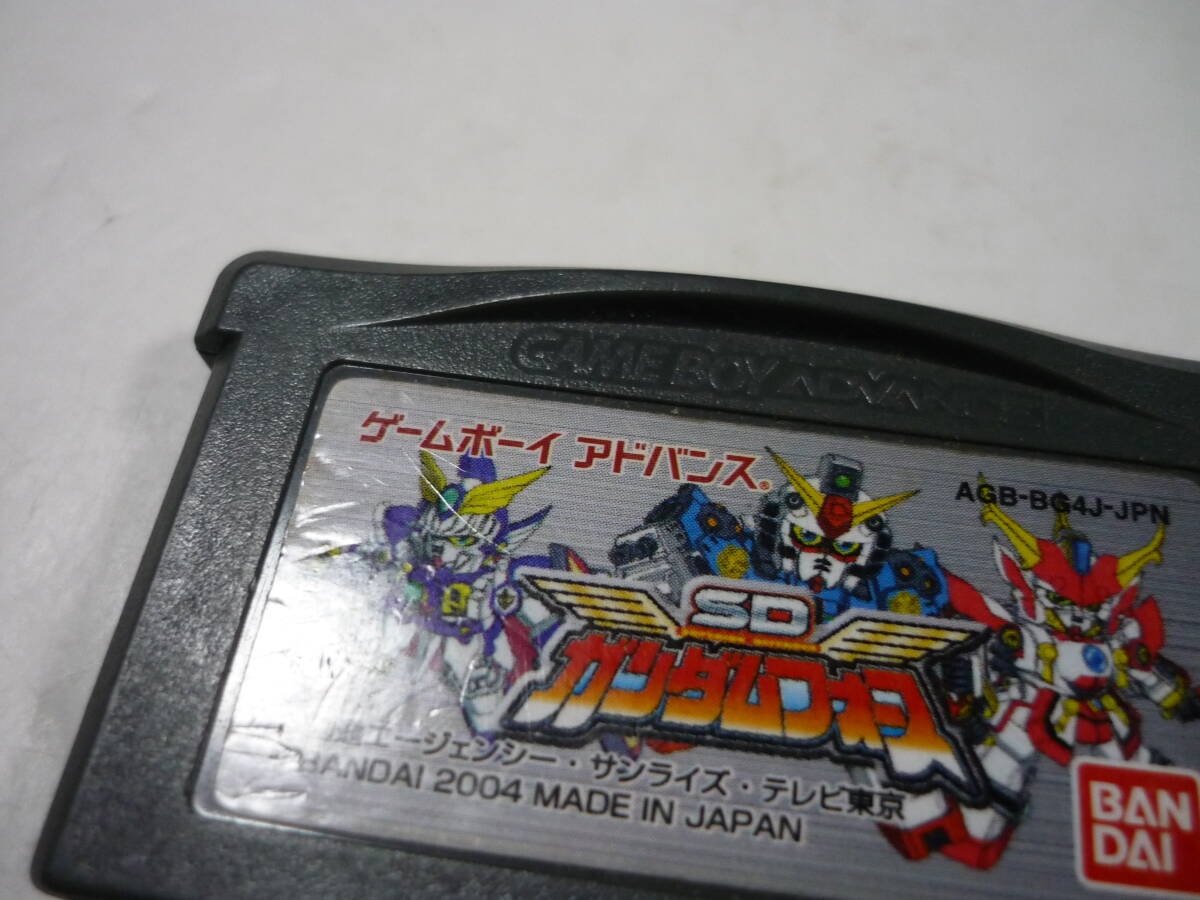 GAME BOY ADVANCE
ゲームボーイ アドバンス®
AGB-BG4J-JPN
SD
ガンダムフォース
エージェンシー・サンライズ・テレビ東京
BANDAI 2004 MADE IN JAPAN
BAN
DAI